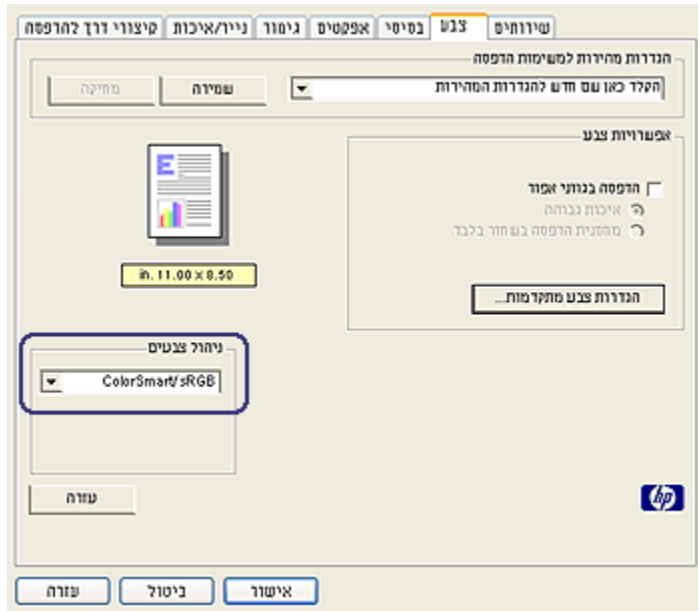 שירותים
צבע
בסיסי
אפקטים
גימור
נייר/איכות
קיצורי דרך להדפסה
הגדרות מהירות למשימות הדפסה
הקלד כאן שם חדש להגדרות המהירות
שמירה
מחיקה
אפשרויות צבע
הדפסה בגווני אפור
איכות גבוהה
מחסנית הדפסה בשחור בלבד
הגדרות צבע מתקדמות...
E
in. 11.00 x 8.50
ניהול צבעים
ColorSmart/sRGB
עזרה
hp
אישור
ביטול
עזרה